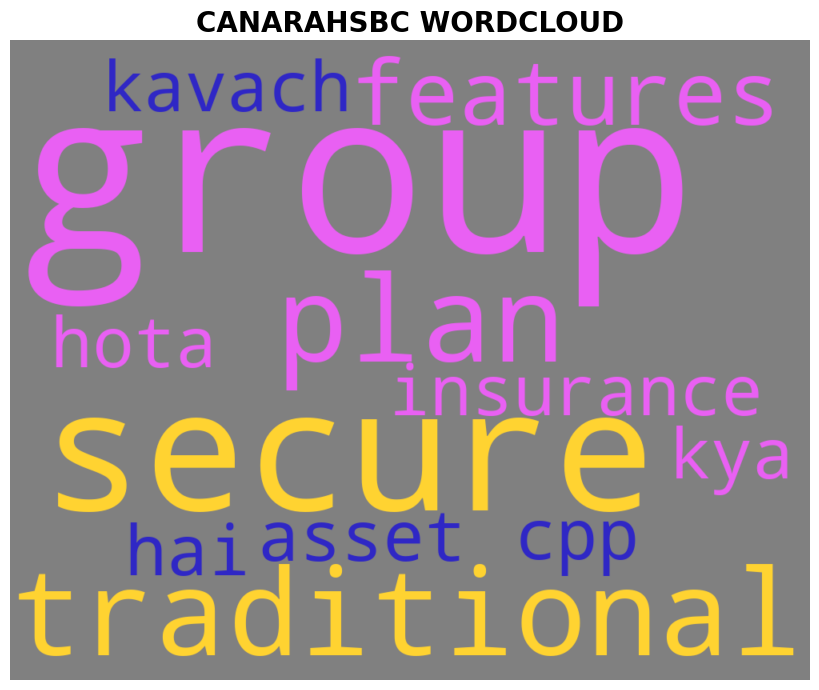 CANARAHSBC WORDCLOUD
kavach features
group
plan
hota
insurance
secure
kya
hai asset cpp
traditional